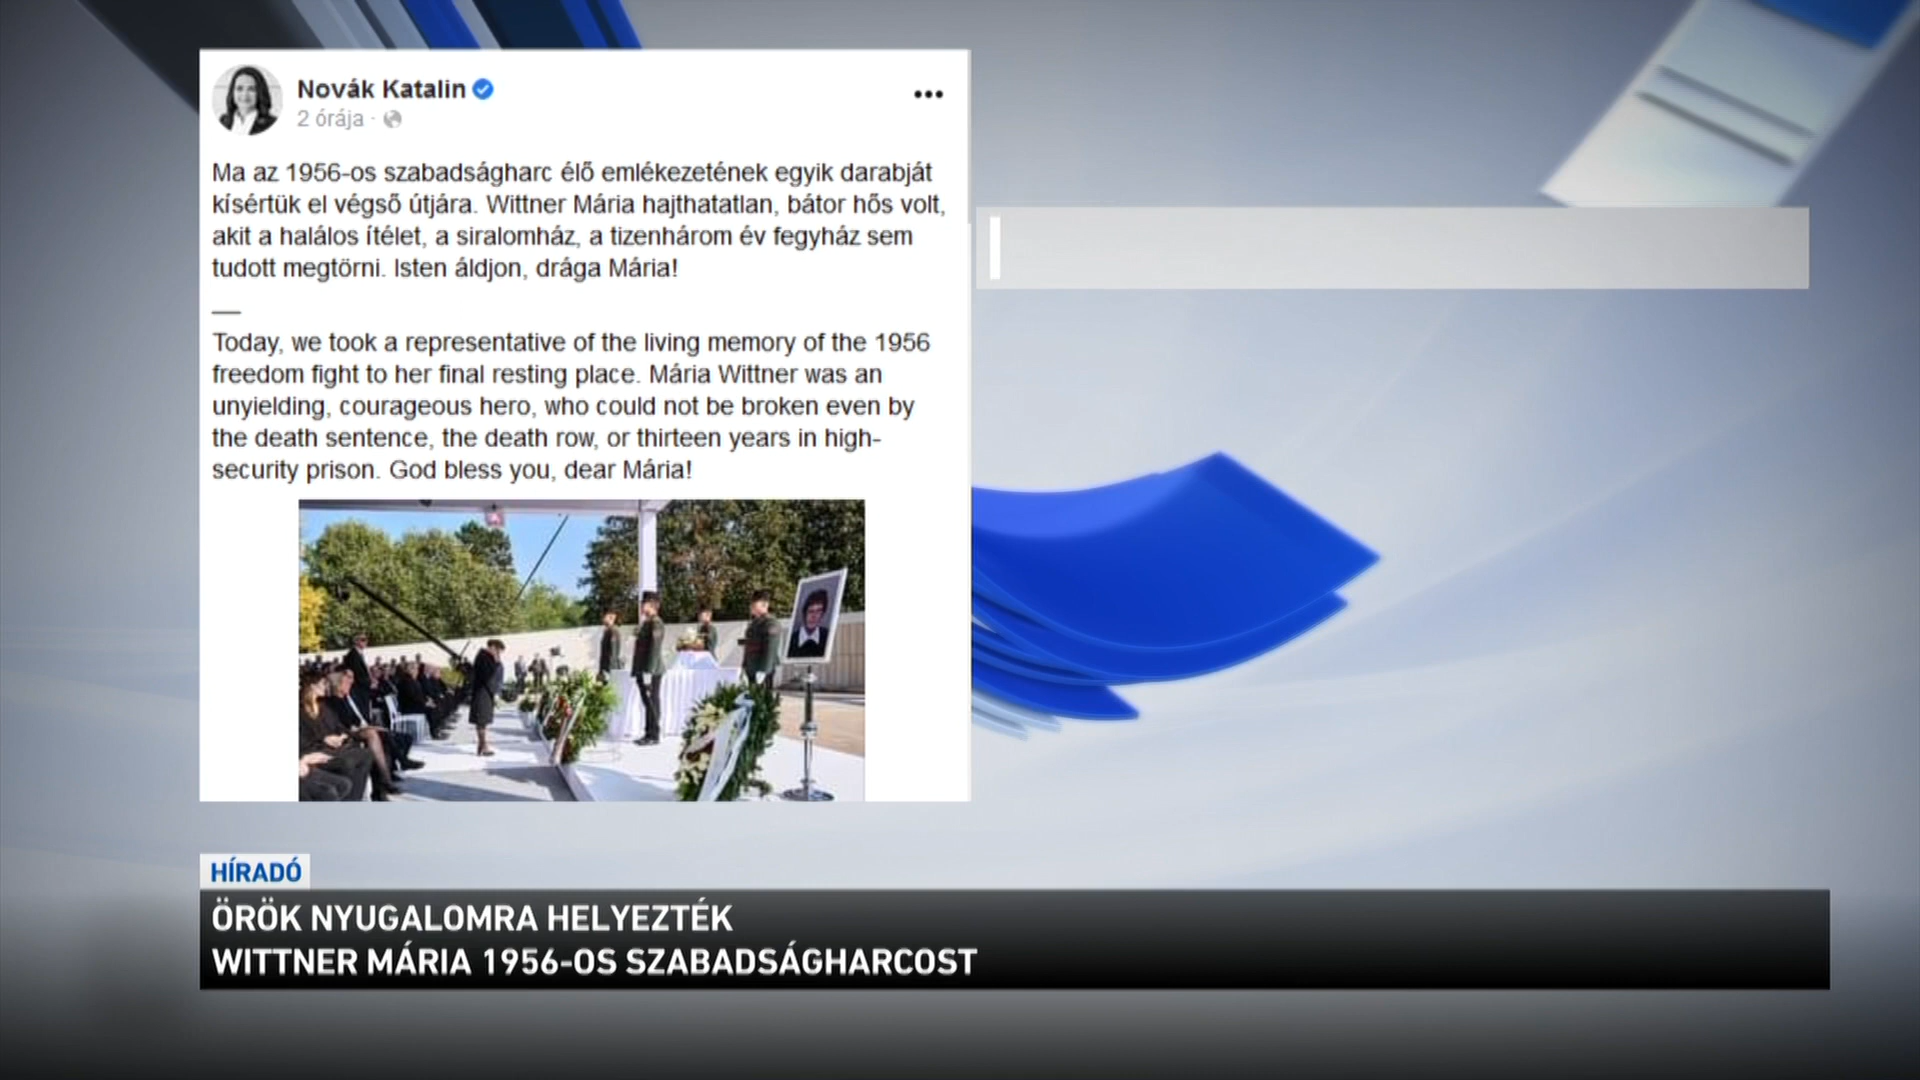 Novák Katalin
2 órája ·
Ma az 1956-os szabadságharc élő emlékezetének egyik darabját
kísértük el végső útjára. Wittner Mária hajthatatlan, bátor hős volt,
akit a halálos ítélet, a siralomház, a tizenhárom év fegyház sem
tudott megtörni. Isten áldjon, drága Mária!
—
Today, we took a representative of the living memory of the 1956
freedom fight to her final resting place. Mária Wittner was an
unyielding, courageous hero, who could not be broken even by
the death sentence, the death row, or thirteen years in high-
security prison. God bless you, dear Mária!
HÍRADÓ
ÖRÖK NYUGALOMRA HELYEZTÉK
WITTNER MÁRIA 1956-OS SZABADSÁGHARCOST